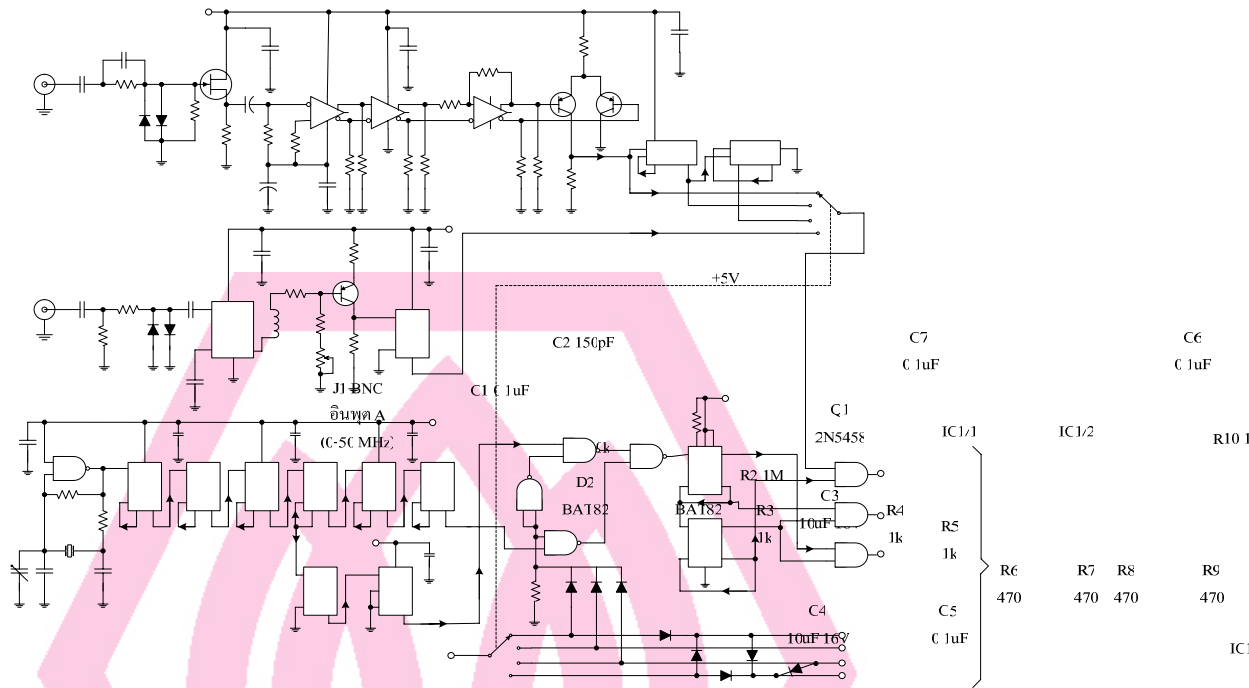 +5V
C7
0.1uF
C6
0.1uF
C2 150pF
J1 BNC
อินพุต A
(0-50 MHz)
C1 0.1uF
Q1
2N5458
IC1/1
IC1/2
R10 1
0k
D2
BAT82
BAT82
R2 1M
R3
1k
C3
10uF 16V
R4
1k
R5
1k
R6
470
R7
470
R8
470
R9
470
C4
10uF 16V
C5
0.1uF
IC1